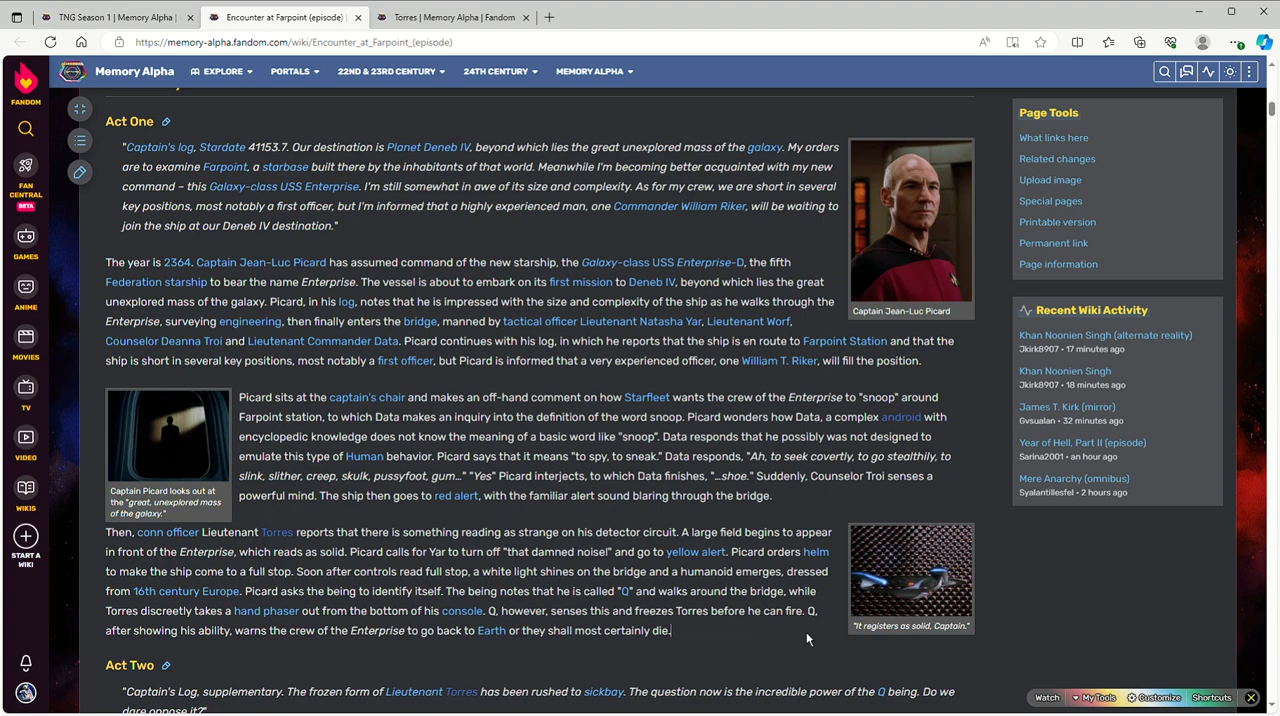 TNG Season 1 | Memory Alpha |
Encounter at Farpoint (episode) |
Torres | Memory Alpha | Fandom
https://memory-alpha.fandom.com/wiki/Encounter_at_Farpoint_(episode)
FANDOM
FAN CENTRAL
BETA
GAMES
ANIME
MOVIES
TV
VIDEO
WIKIS
START A WIKI
Memory Alpha
EXPLORE
PORTALS
22ND & 23RD CENTURY
24TH CENTURY
MEMORY ALPHA
Act One
"Captain's log, Stardate 41153.7. Our destination is Planet Deneb IV, beyond which lies the great unexplored mass of the galaxy. My orders
are to examine Farpoint, a starbase built there by the inhabitants of that world. Meanwhile I'm becoming better acquainted with my new
command – this Galaxy-class USS Enterprise. I'm still somewhat in awe of its size and complexity. As for my crew, we are short in several
key positions, most notably a first officer, but I'm informed that a highly experienced man, one Commander William Riker, will be waiting to
join the ship at our Deneb IV destination."
Captain Jean-Luc Picard
The year is 2364. Captain Jean-Luc Picard has assumed command of the new starship, the Galaxy-class USS Enterprise-D, the fifth
Federation starship to bear the name Enterprise. The vessel is about to embark on its first mission to Deneb IV, beyond which lies the great
unexplored mass of the galaxy. Picard, in his log, notes that he is impressed with the size and complexity of the ship as he walks through the
Enterprise, surveying engineering, then finally enters the bridge, manned by tactical officer Lieutenant Natasha Yar, Lieutenant Worf,
Counselor Deanna Troi and Lieutenant Commander Data. Picard continues with his log, in which he reports that the ship is en route to Farpoint Station and that the
ship is short in several key positions, most notably a first officer, but Picard is informed that a very experienced officer, one William T. Riker, will fill the position.
Captain Picard looks out at
the "great, unexplored mass
of the galaxy."
Picard sits at the captain's chair and makes an off-hand comment on how Starfleet wants the crew of the Enterprise to "snoop" around
Farpoint station, to which Data makes an inquiry into the definition of the word snoop. Picard wonders how Data, a complex android with
encyclopedic knowledge does not know the meaning of a basic word like "snoop". Data responds that he possibly was not designed to
emulate this type of Human behavior. Picard says that it means "to spy, to sneak." Data responds, "Ah, to seek covertly, to go stealthily, to
slink, slither, creep, skulk, pussyfoot, gum…" "Yes" Picard interjects, to which Data finishes, "…shoe." Suddenly, Counselor Troi senses a
powerful mind. The ship then goes to red alert, with the familiar alert sound blaring through the bridge.
Then, conn officer Lieutenant Torres reports that there is something reading as strange on his detector circuit. A large field begins to appear
in front of the Enterprise, which reads as solid. Picard calls for Yar to turn off "that damned noise!" and go to yellow alert. Picard orders helm
to make the ship come to a full stop. Soon after controls read full stop, a white light shines on the bridge and a humanoid emerges, dressed
from 16th century Europe. Picard asks the being to identify itself. The being notes that he is called "Q" and walks around the bridge, while
Torres discreetly takes a hand phaser out from the bottom of his console. Q, however, senses this and freezes Torres before he can fire. Q,
after showing his ability, warns the crew of the Enterprise to go back to Earth or they shall most certainly die.
"It registers as solid, Captain."
Act Two
"Captain's Log, supplementary. The frozen form of Lieutenant Torres has been rushed to sickbay. The question now is the incredible power of the Q being. Do we
dare oppose it?"
Page Tools
What links here
Related changes
Upload image
Special pages
Printable version
Permanent link
Page information
Recent Wiki Activity
Khan Noonien Singh (alternate reality)
Jkirk8907 • 17 minutes ago
Khan Noonien Singh
Jkirk8907 • 18 minutes ago
James T. Kirk (mirror)
Gvsualan • 32 minutes ago
Year of Hell, Part II (episode)
Sarina2001 • an hour ago
Mere Anarchy (omnibus)
Syalantillesfel • 2 hours ago
Watch
My Tools
Customize
Shortcuts